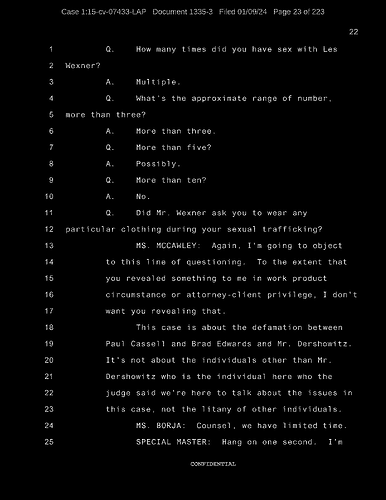 Case 1:15-cv-07433-LAP Document 1335-3 Filed 01/09/24 Page 23 of 223
22
1 Q. How many times did you have sex with Les
2 Wexner?
3 A. Multiple.
4 Q. What's the approximate range of number,
5 more than three?
6 A. More than three.
7 Q. More than five?
8 A. Possibly.
9 Q. More than ten?
10 A. No.
11 Q. Did Mr. Wexner ask you to wear any
12 particular clothing during your sexual trafficking?
13 MS. MCCAWLEY: Again, I'm going to object
14 to this line of questioning. To the extent that
15 you revealed something to me in work product
16 circumstance or attorney-client privilege, I don't
17 want you revealing that.
18 This case is about the defamation between
19 Paul Cassell and Brad Edwards and Mr. Dershowitz.
20 It's not about the individuals other than Mr.
21 Dershowitz who is the individual here who the
22 judge said we're here to talk about the issues in
23 this case, not the litany of other individuals.
24 MS. BORJA: Counsel, we have limited time.
25 SPECIAL MASTER: Hang on one second. I'm
CONFIDENTIAL